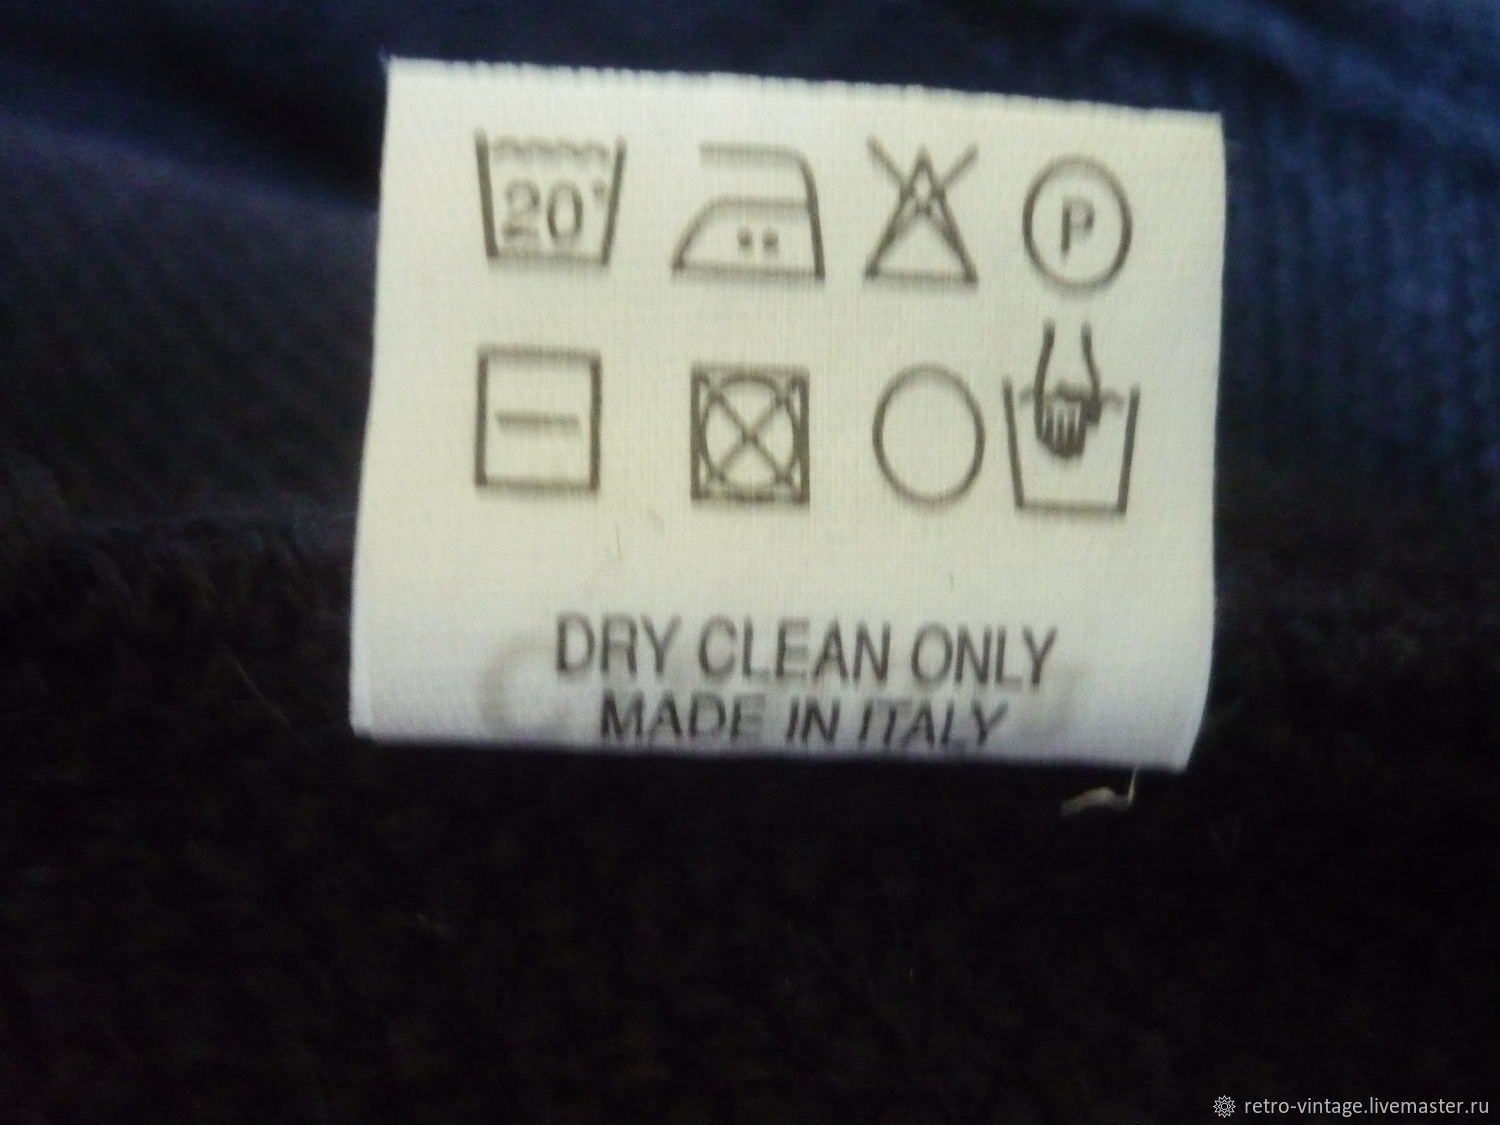 20°
P
DRY CLEAN ONLY
MADE IN ITALY
retro-vintage.livemaster.ru